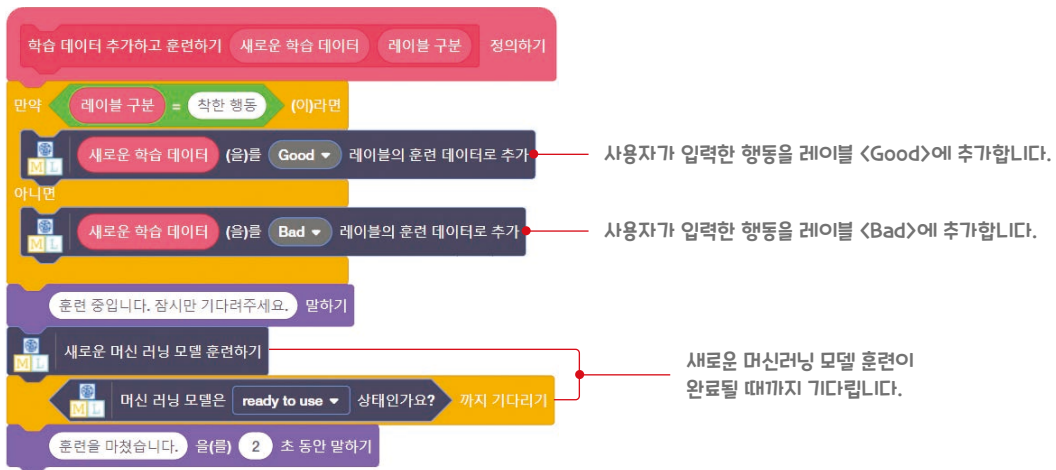 학습 데이터 추가하고 훈련하기 새로운 학습 데이터 레이블 구분 정의하기
만약 레이블 구분 = 착한 행동 (이)라면
ML 새로운 학습 데이터 (을)를 Good 레이블의 훈련 데이터로 추가
사용자가 입력한 행동을 레이블 <Good>에 추가합니다.
아니면
ML 새로운 학습 데이터 (을)를 Bad 레이블의 훈련 데이터로 추가
사용자가 입력한 행동을 레이블 <Bad>에 추가합니다.
훈련 중입니다. 잠시만 기다려주세요. 말하기
ML 새로운 머신 러닝 모델 훈련하기
새로운 머신러닝 모델 훈련이
완료될 때까지 기다립니다.
ML 머신 러닝 모델은 ready to use 상태인가요? 까지 기다리기
훈련을 마쳤습니다. 을(를) 2 초 동안 말하기